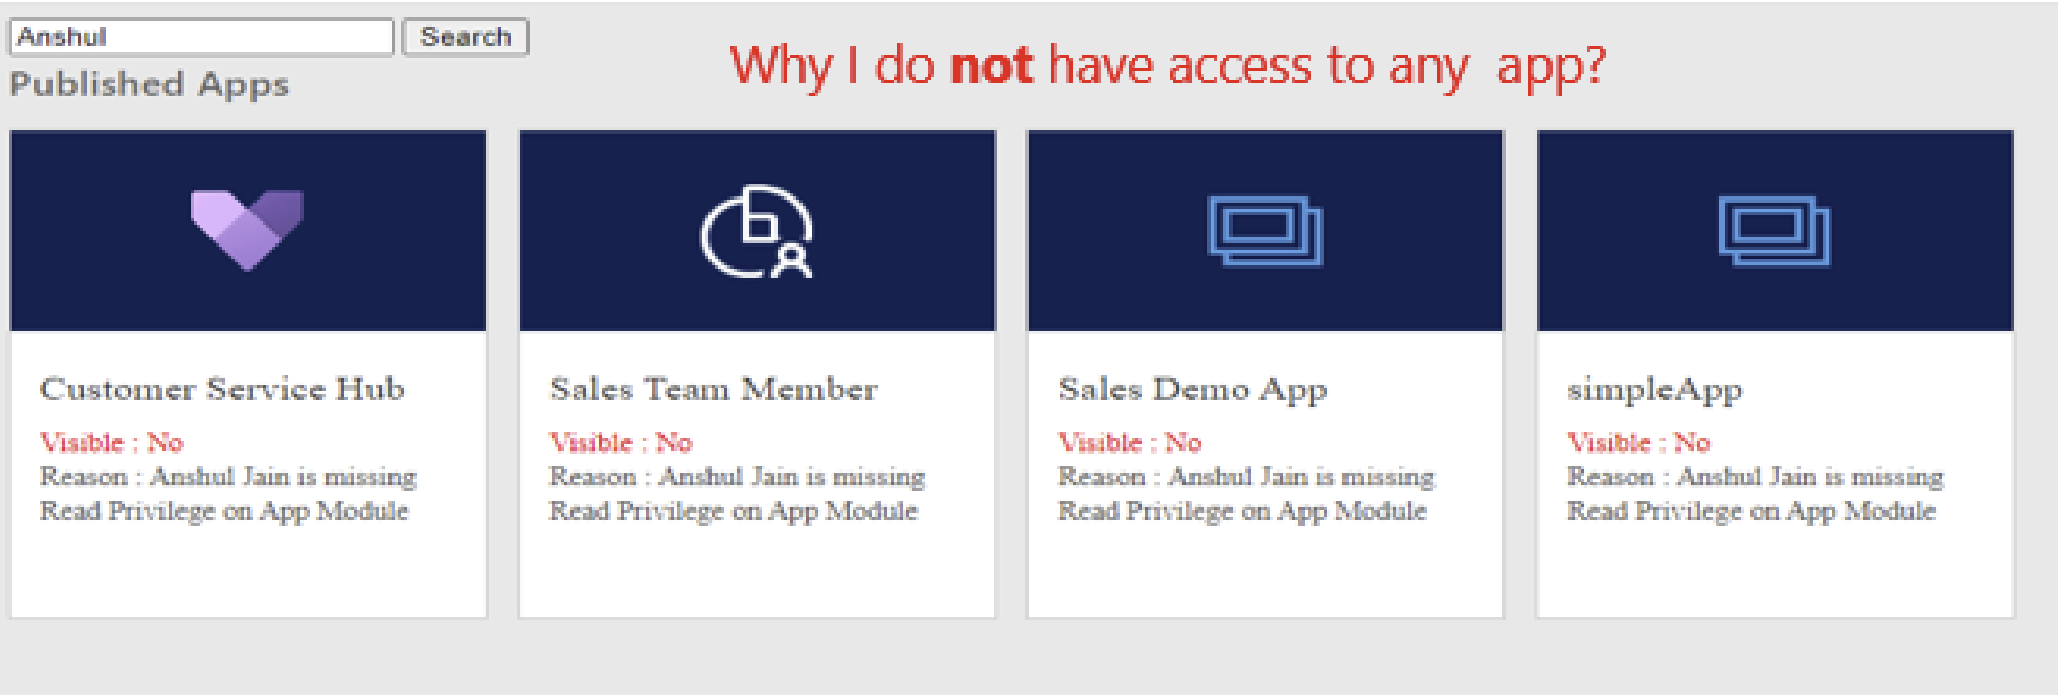 Anshul
Search
Why I do not have access to any app?
Published Apps
Customer Service Hub
Visible : No
Reason : Anshul Jain is missing
Read Privilege on App Module
Sales Team Member
Visible : No
Reason : Anshul Jain is missing
Read Privilege on App Module
Sales Demo App
Visible : No
Reason : Anshul Jain is missing
Read Privilege on App Module
simpleApp
Visible : No
Reason : Anshul Jain is missing
Read Privilege on App Module